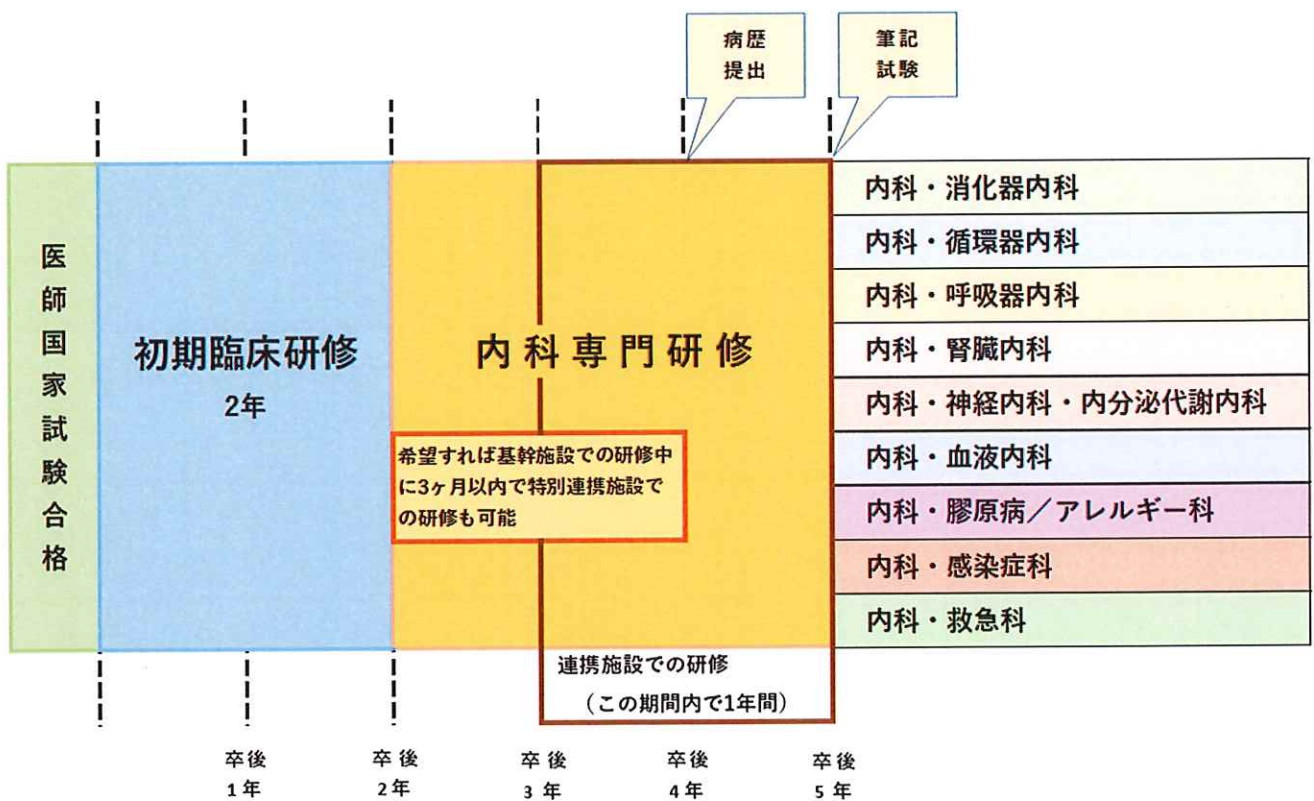 病歴
提出
筆記
試験
医師国家試験合格
初期臨床研修
2年
内科専門研修
希望すれば基幹施設での研修中
に3ヶ月以内で特別連携施設で
の研修も可能
内科・消化器内科
内科・循環器内科
内科・呼吸器内科
内科・腎臓内科
内科・神経内科・内分泌代謝内科
内科・血液内科
内科・膠原病／アレルギー科
内科・感染症科
内科・救急科
連携施設での研修
（この期間内で1年間）
卒後
1年
卒後
2年
卒後
3年
卒後
4年
卒後
5年